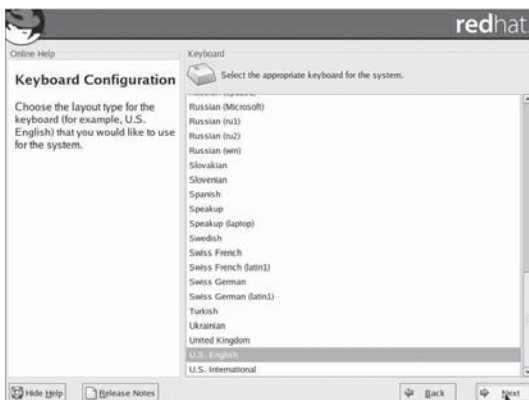 redhat
Online Help
Keyboard Configuration
Choose the layout type for the
keyboard (for example, U.S.
English) that you would like to use
for the system.
Keyboard
Select the appropriate keyboard for the system.
Russian (Microsoft)
Russian (ru1)
Russian (ru2)
Russian (win)
Slovakian
Slovenian
Spanish
Speakup
Speakup (laptop)
Swedish
Swiss French
Swiss French (latin1)
Swiss German
Swiss German (latin1)
Turkish
Ukrainian
United Kingdom
U.S. English
U.S. International
Hide Help
Release Notes
Back
Next